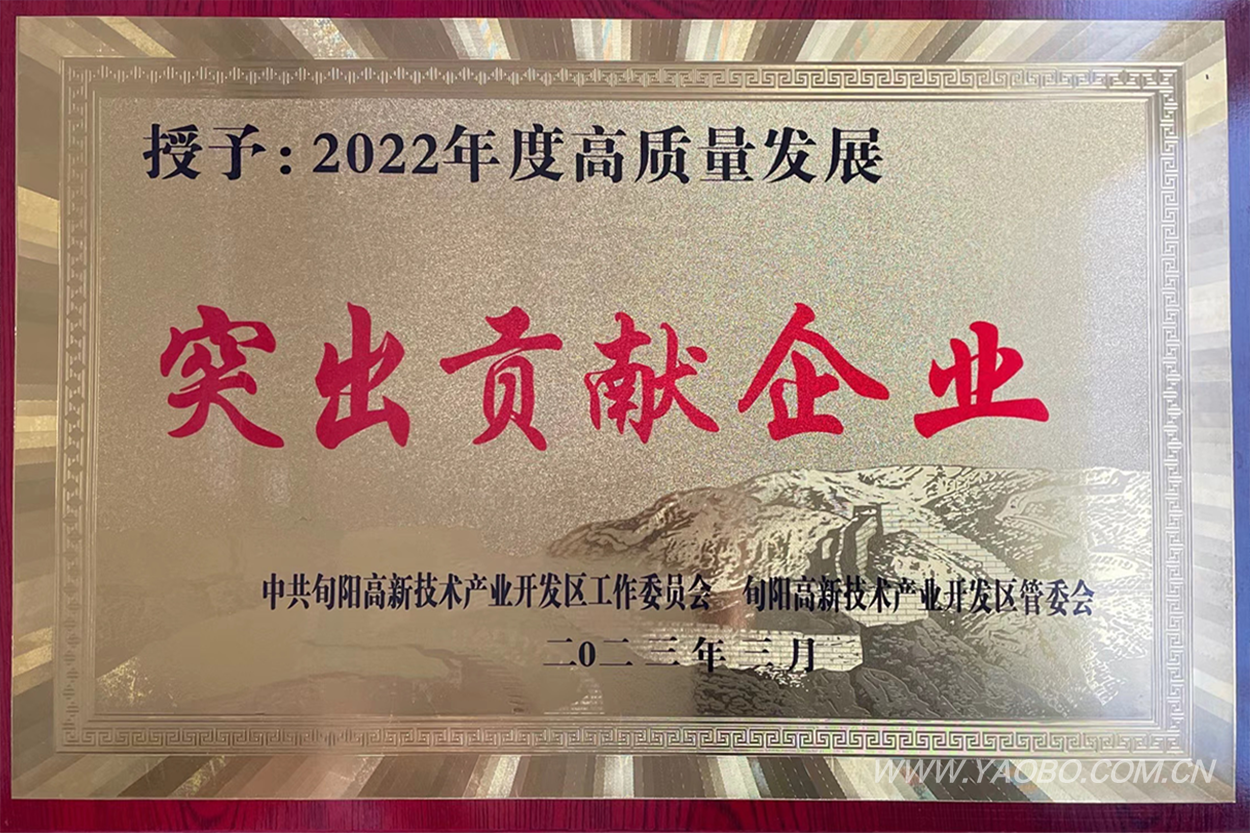 授予：2022年度高质量发展
突出贡献企业
中共旬阳高新技术产业开发区工作委员会 旬阳高新技术产业开发区管委会
二0二三年三月
WWW.YAOBO.COM.CN